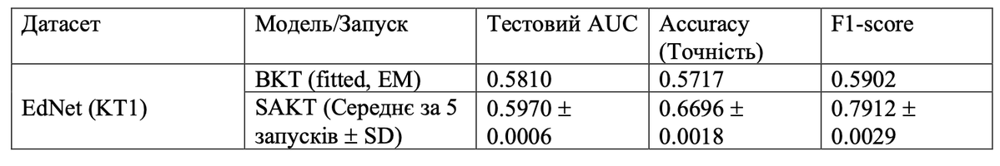 Датасет Модель/Запуск Тестовий AUC Accuracy
(Точність) F1-score
EdNet (KT1)
BKT (fitted, EM) 0.5810 0.5717 0.5902
SAKT (Середнє за 5 0.5970 ± 0.6696 ± 0.7912 ±
запусків ± SD) 0.0006 0.0018 0.0029